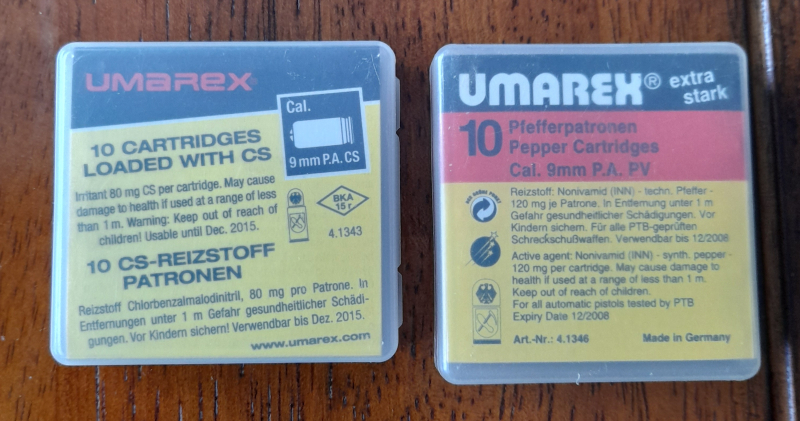 UMAREX®
Cal.
9 mm P.A. CS
10 CARTRIDGES
LOADED WITH CS
Irritant 80 mg CS per cartridge. May cause
damage to health if used at a range of less
than 1 m. Warning: Keep out of reach of
children! Usable until Dec. 2015.
BKA
15 r
4.1343
10 CS-REIZSTOFF
PATRONEN
Reizstoff Chlorbenzalmalodinitril, 80 mg pro Patrone. In
Entfernungen unter 1 m Gefahr gesundheitlicher Schädi-
gungen. Vor Kindern sichern! Verwendbar bis Dez. 2015.
www.umarex.com
UMAREX® extra
stark
10 Pfefferpatronen
Pepper Cartridges
Cal. 9mm P.A. PV
DER GRÜNE PUNKT
Reizstoff: Nonivamid (INN) - techn. Pfeffer -
120 mg je Patrone. In Entfernung unter 1 m
Gefahr gesundheitlicher Schädigungen. Vor
Kindern sichern. Für alle PTB-geprüften
Schreckschußwaffen. Verwendbar bis 12/2008
Active agent: Nonivamid (INN) - synth. pepper -
120 mg per cartridge. May cause damage to
health if used at a range of less than 1 m.
Keep out of reach of children.
For all automatic pistols tested by PTB
Expiry Date 12/2008
Art.-Nr.: 4.1346
Made in Germany